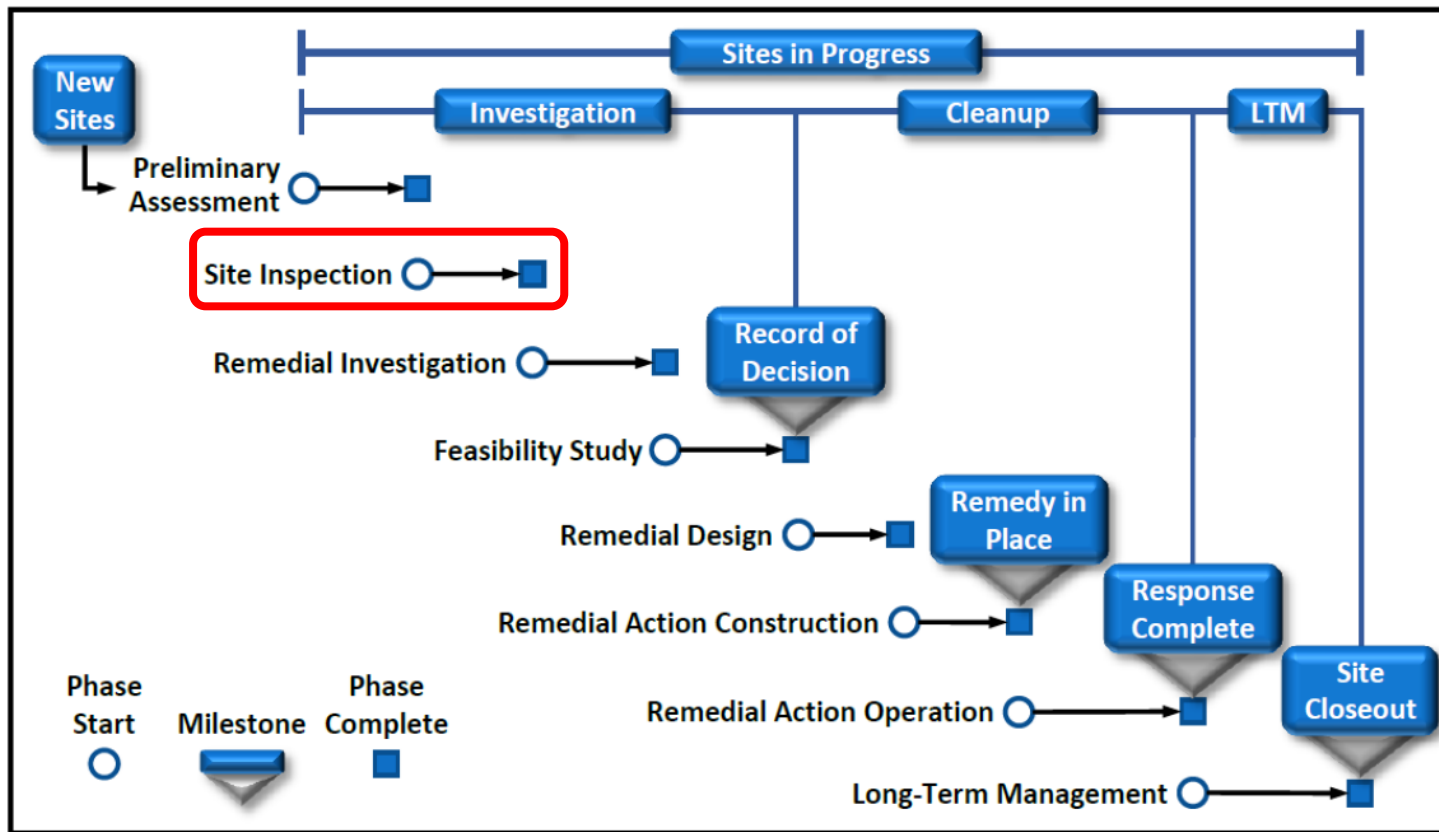 Sites in Progress
New
Sites
Investigation
Cleanup
LTM
Preliminary
Assessment
Site Inspection
Remedial Investigation
Record of
Decision
Feasibility Study
Remedial Design
Remedy in
Place
Remedial Action Construction
Response
Complete
Remedial Action Operation
Site
Closeout
Long-Term Management
Phase
Start
Milestone
Phase
Complete